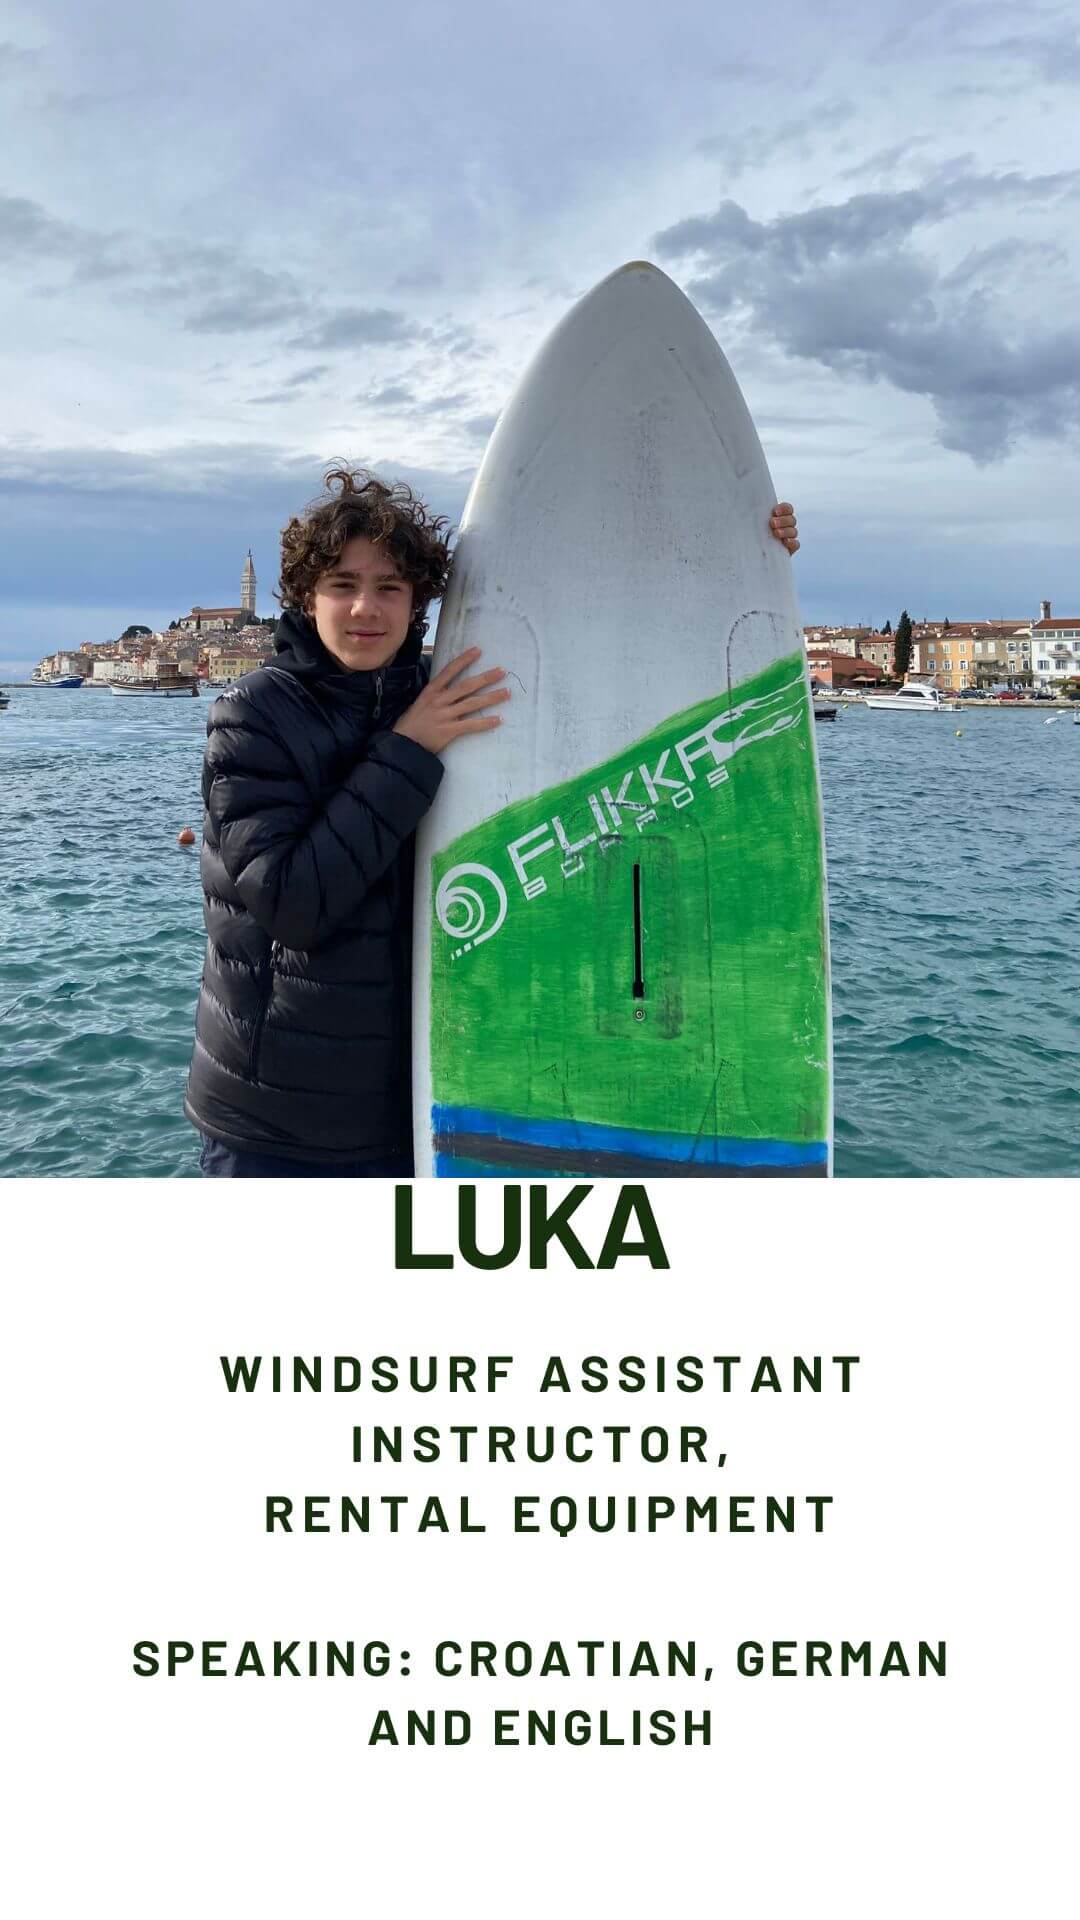 FLIKKA
LUKA
WINDSURF ASSISTANT
INSTRUCTOR,
RENTAL EQUIPMENT
SPEAKING: CROATIAN, GERMAN
AND ENGLISH